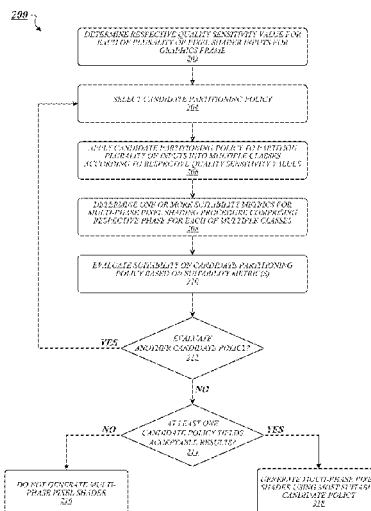 200
DETERMINE RESPECTIVE QUALITY SENSITIVITY VALUE FOR
EACH OF PLURALITY OF PIXEL SHADER INPUTS FOR
GRAPHICS FRAME
202
SELECT CANDIDATE PARTITIONING POLICY
204
APPLY CANDIDATE PARTITIONING POLICY TO PARTITION
PLURALITY OF INPUTS INTO MULTIPLE CLASSES
ACCORDING TO RESPECTIVE QUALITY SENSITIVITY VALUES
206
DETERMINE ONE OR MORE SUITABILITY METRICS FOR
MULTI-PHASE PIXEL SHADING PROCEDURE COMPRISING
RESPECTIVE PHASE FOR EACH OF MULTIPLE CLASSES
208
EVALUATE SUITABILITY OF CANDIDATE PARTITIONING
POLICY BASED ON SUITABILITY METRIC(S)
210
YES
EVALUATE
ANOTHER CANDIDATE POLICY?
212
NO
NO
AT LEAST ONE
CANDIDATE POLICY YIELDS
ACCEPTABLE RESULTS?
YES
DO NOT GENERATE MULTI-
PHASE PIXEL SHADER
216
GENERATE MULTI-PHASE PIXEL
SHADER USING MOST SUITABLE
CANDIDATE POLICY
218